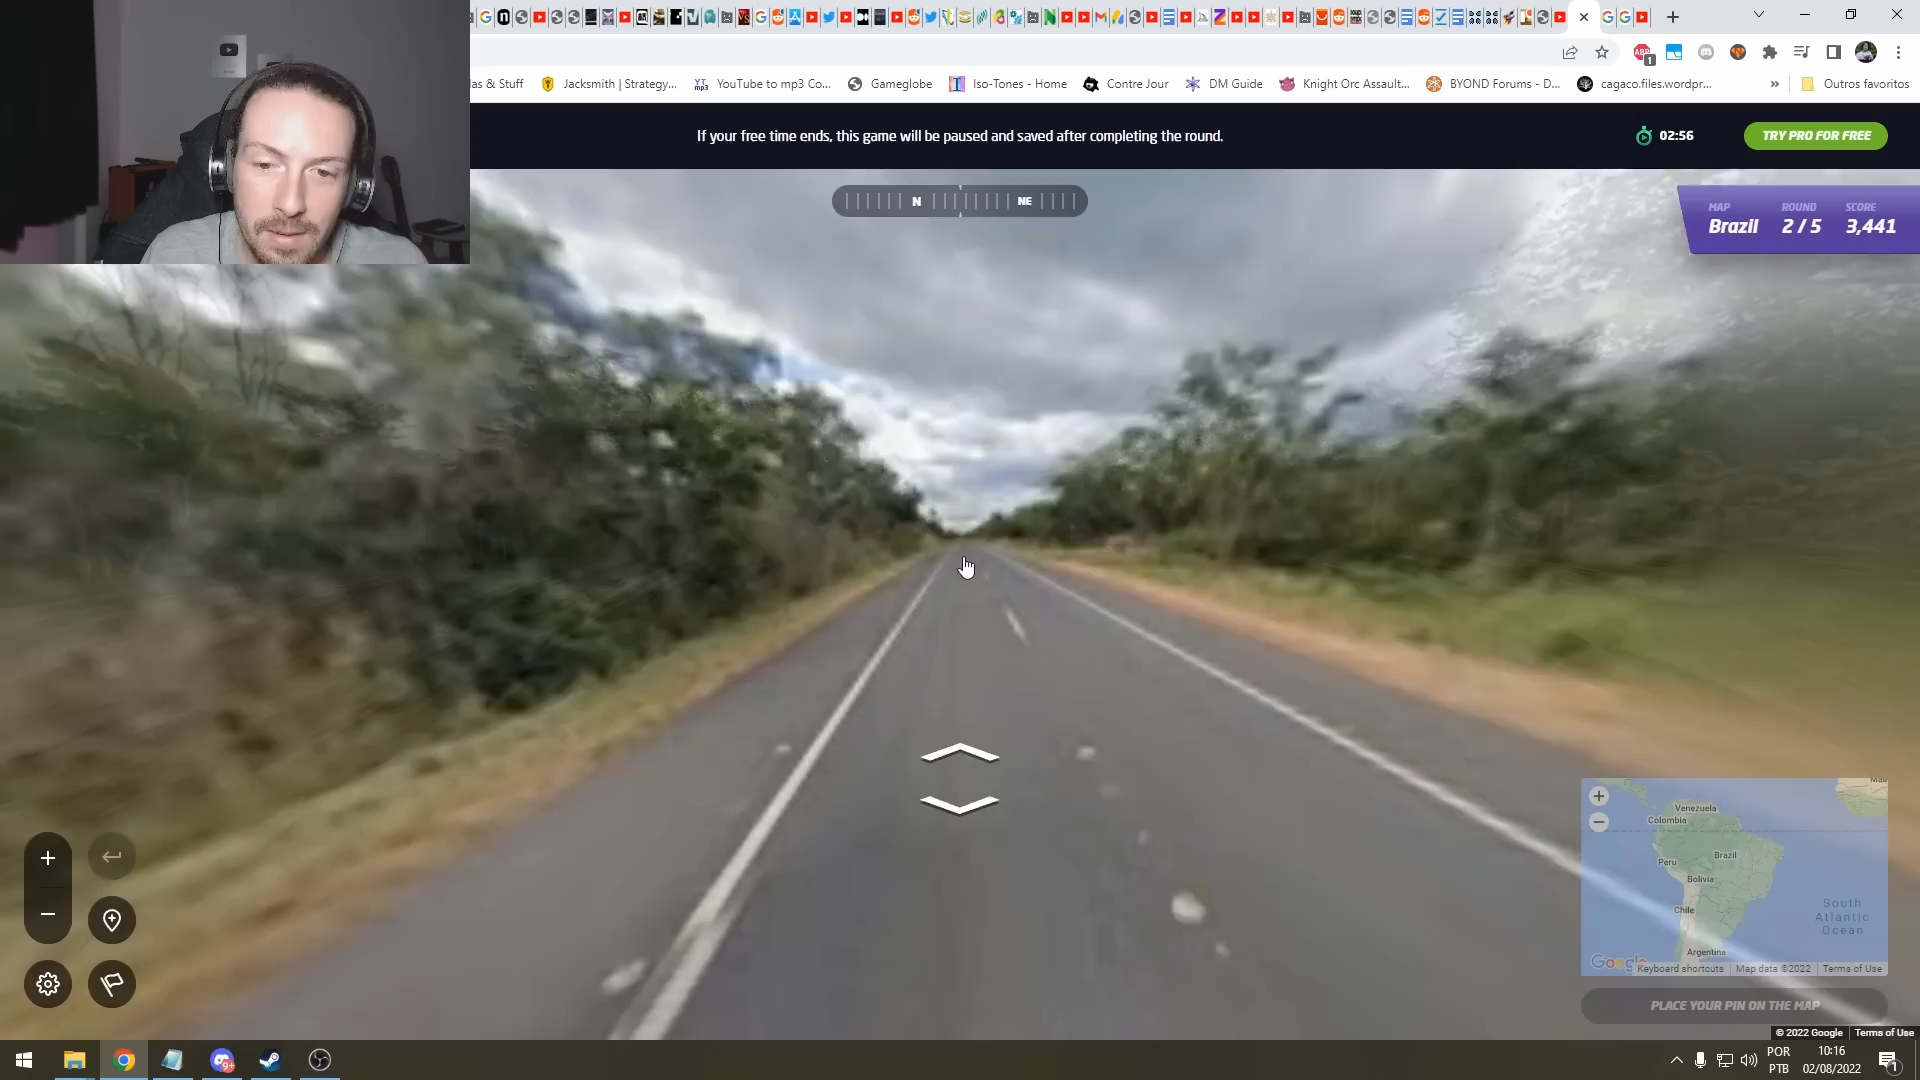 las & Stuff
Jacksmith | Strategy...
YouTube to mp3 Co...
Gameglobe
Iso-Tones - Home
Contre Jour
DM Guide
Knight Orc Assault...
BYOND Forums - D...
cagaco.files.wordpr...
»
Outros favoritos
If your free time ends, this game will be paused and saved after completing the round.
02:56
TRY PRO FOR FREE
N
NE
MAP ROUND SCORE
Brazil 2 / 5 3,441
Mali
Venezuela
Colombia
Brazil
Peru
Bolivia
Chile
South
Atlantic
Ocean
Argentina
Google
Keyboard shortcuts Map data ©2022 Terms of Use
PLACE YOUR PIN ON THE MAP
© 2022 Google Terms of Use
POR
PTB
10:16
02/08/2022